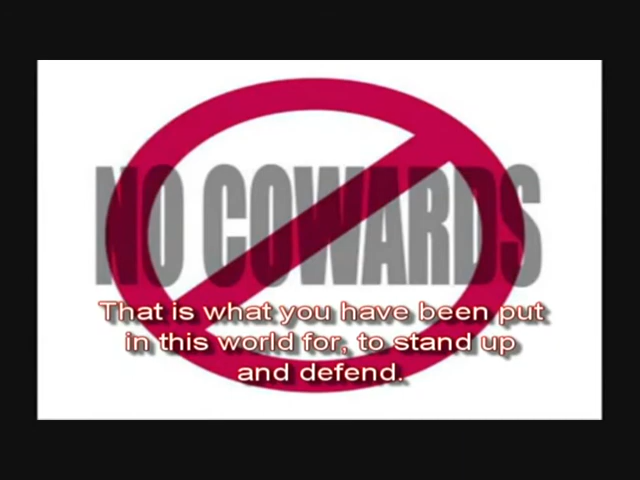 NO COWARDS
That is what you have been put
in this world for, to stand up
and defend.